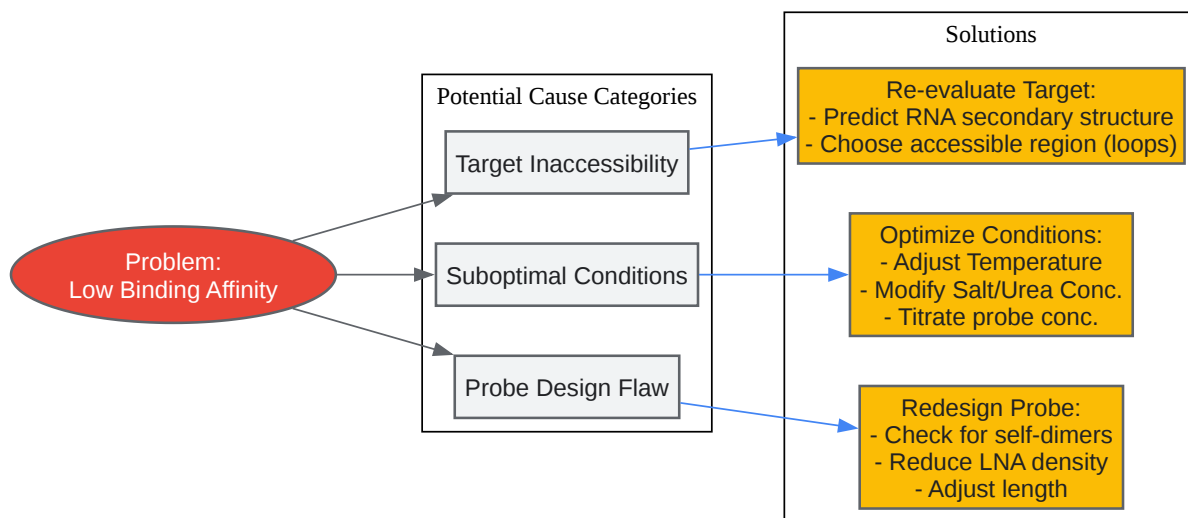 Problem:
Low Binding Affinity
Potential Cause Categories
Target Inaccessibility
Suboptimal Conditions
Probe Design Flaw
Solutions
Re-evaluate Target:
- Predict RNA secondary structure
- Choose accessible region (loops)
Optimize Conditions:
- Adjust Temperature
- Modify Salt/Urea Conc.
- Titrate probe conc.
Redesign Probe:
- Check for self-dimers
- Reduce LNA density
- Adjust length